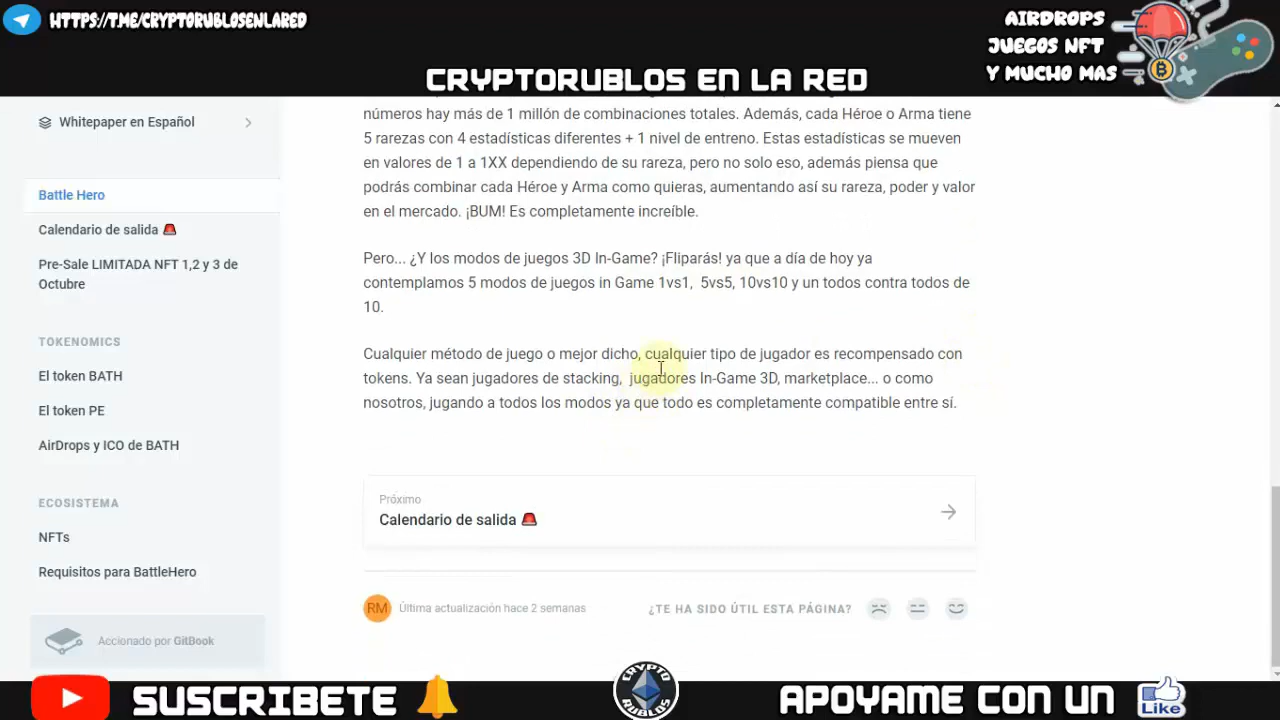 HTTPS://T.ME/CRYPTORUBLOSENLARED
AIRDROPS
JUEGOS NFT
Y MUCHO MAS
CRYPTORUBLOS EN LA RED
Whitepaper en Español
Battle Hero
Calendario de salida
Pre-Sale LIMITADA NFT 1,2 y 3 de
Octubre
TOKENOMICS
El token BATH
El token PE
AirDrops y ICO de BATH
ECOSISTEMA
NFTs
Requisitos para BattleHero
Accionado por GitBook
números hay más de 1 millón de combinaciones totales. Además, cada Héroe o Arma tiene
5 rarezas con 4 estadísticas diferentes + 1 nivel de entreno. Estas estadísticas se mueven
en valores de 1 a 1XX dependiendo de su rareza, pero no solo eso, además piensa que
podrás combinar cada Héroe y Arma como quieras, aumentando así su rareza, poder y valor
en el mercado. ¡BUM! Es completamente increíble.
Pero... ¿Y los modos de juegos 3D In-Game? ¡Fliparás! ya que a día de hoy ya
contemplamos 5 modos de juegos in Game 1vs1, 5vs5, 10vs10 y un todos contra todos de
10.
Cualquier método de juego o mejor dicho, cualquier tipo de jugador es recompensado con
tokens. Ya sean jugadores de stacking, jugadores In-Game 3D, marketplace... o como
nosotros, jugando a todos los modos ya que todo es completamente compatible entre sí.
Próximo
Calendario de salida
RM Última actualización hace 2 semanas
¿TE HA SIDO ÚTIL ESTA PÁGINA?
SUSCRIBETE
CRYPTO
RUBLOS
APOYAME CON UN
Like